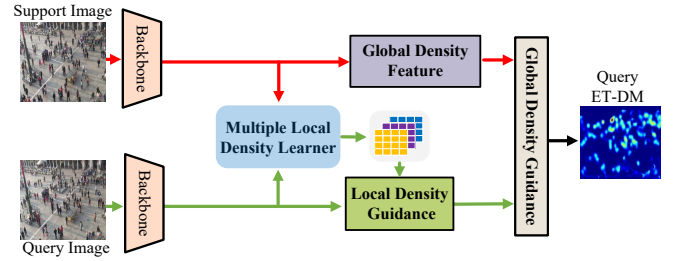 Support Image
Backbone
Global Density
Feature
Multiple Local
Density Learner
Global Density Guidance
Query
ET-DM
Backbone
Local Density
Guidance
Query Image